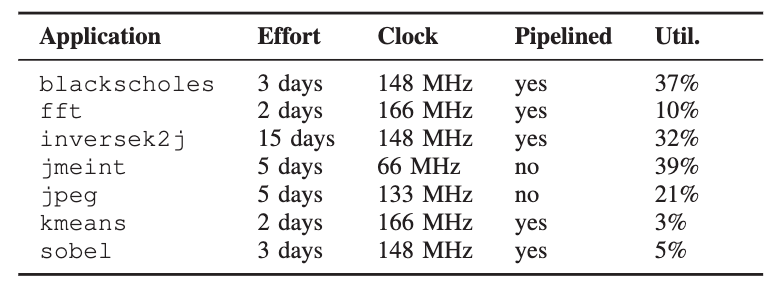 Application Effort Clock Pipelined Util.
blackscholes 3 days 148 MHz yes 37%
fft 2 days 166 MHz yes 10%
inversek2j 15 days 148 MHz yes 32%
jmeint 5 days 66 MHz no 39%
jpeg 5 days 133 MHz no 21%
kmeans 2 days 166 MHz yes 3%
sobel 3 days 148 MHz yes 5%